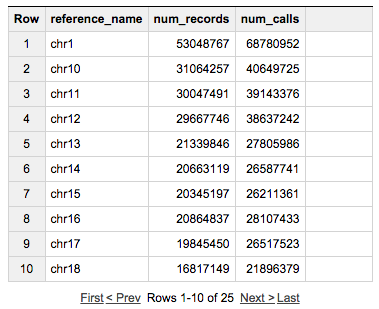 Row reference_name num_records num_calls
1 chr1 53048767 68780952
2 chr10 31064257 40649725
3 chr11 30047491 39143376
4 chr12 29667746 38637242
5 chr13 21339846 27805986
6 chr14 20663119 26587741
7 chr15 20345197 26211361
8 chr16 20864837 28107433
9 chr17 19845450 26517523
10 chr18 16817149 21896379
First < Prev Rows 1-10 of 25 Next > Last